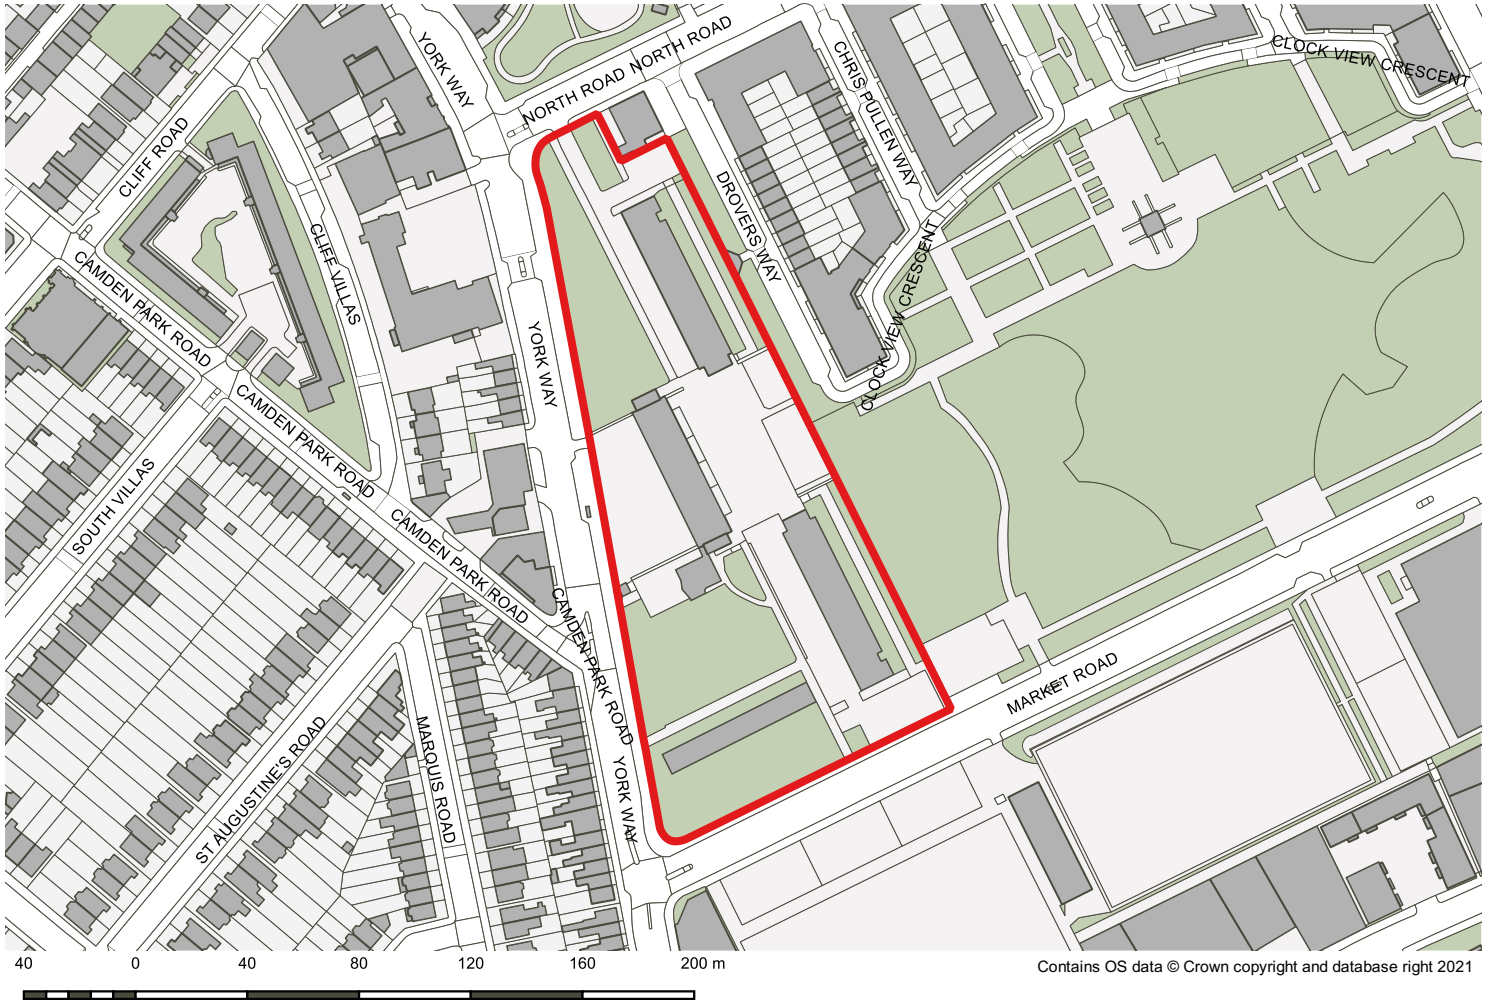 YORK WAY
NORTH ROAD
NORTH ROAD
CHRIS PULLEN WAY
CLOCK VIEW CRESCENT
CLIFF ROAD
CLIFF VILLAS
DROVERS WAY
CLOCK VIEW CRESCENT
CAMDEN PARK ROAD
YORK WAY
CAMDEN PARK ROAD
SOUTH VILLAS
CAMDEN PARK ROAD
CAMDEN PARK ROAD
MARKET ROAD
MARQUIS ROAD
ST AUGUSTINE'S ROAD
YORK WAY
40 0 40 80 120 160 200 m
Contains OS data © Crown copyright and database right 2021